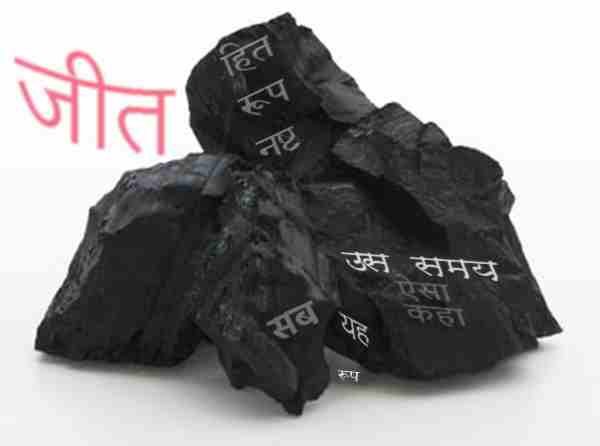 जीत
हित
रूप
नष्ट
उस समय
ऐसा
कहा
सब
यह
रूप